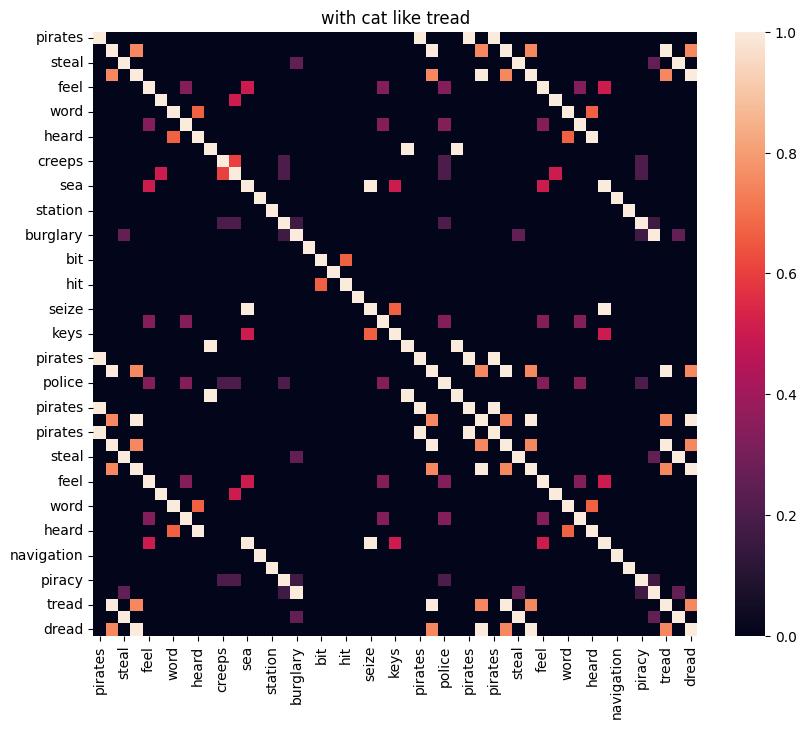 with cat like tread
pirates
steal
feel
word
heard
creeps
sea
station
burglary
bit
hit
seize
keys
pirates
police
pirates
pirates
steal
feel
word
heard
navigation
piracy
tread
dread
1.0
0.8
0.6
0.4
0.2
0.0
pirates
steal
feel
word
heard
creeps
sea
station
burglary
bit
hit
seize
keys
pirates
police
pirates
pirates
steal
feel
word
heard
navigation
piracy
tread
dread